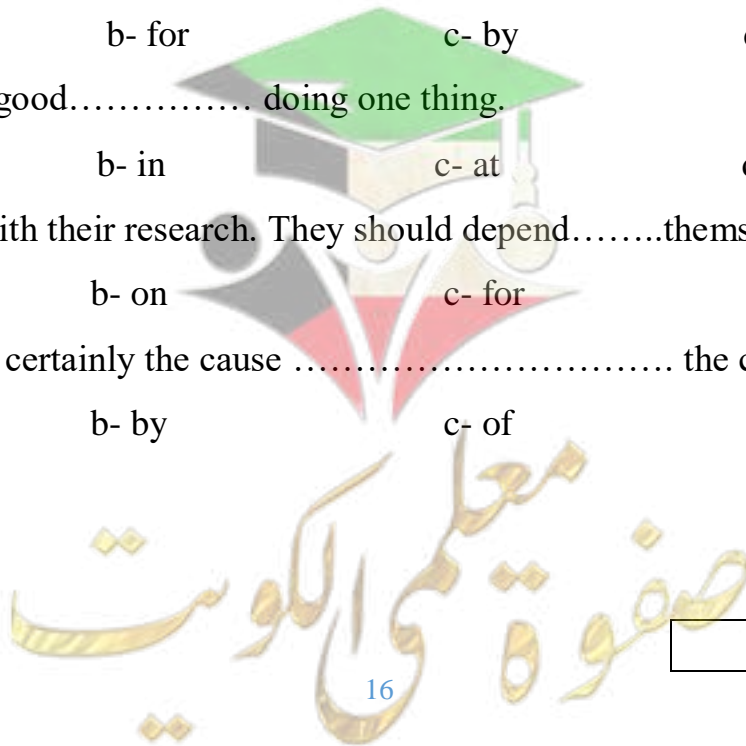 b- for c- by
good…………… doing one thing.
b- in c- at
ith their research. They should depend……..thems
b- on c- for
certainly the cause ………………………… the
b- by c- of
صفوة معلمى الكويت
16